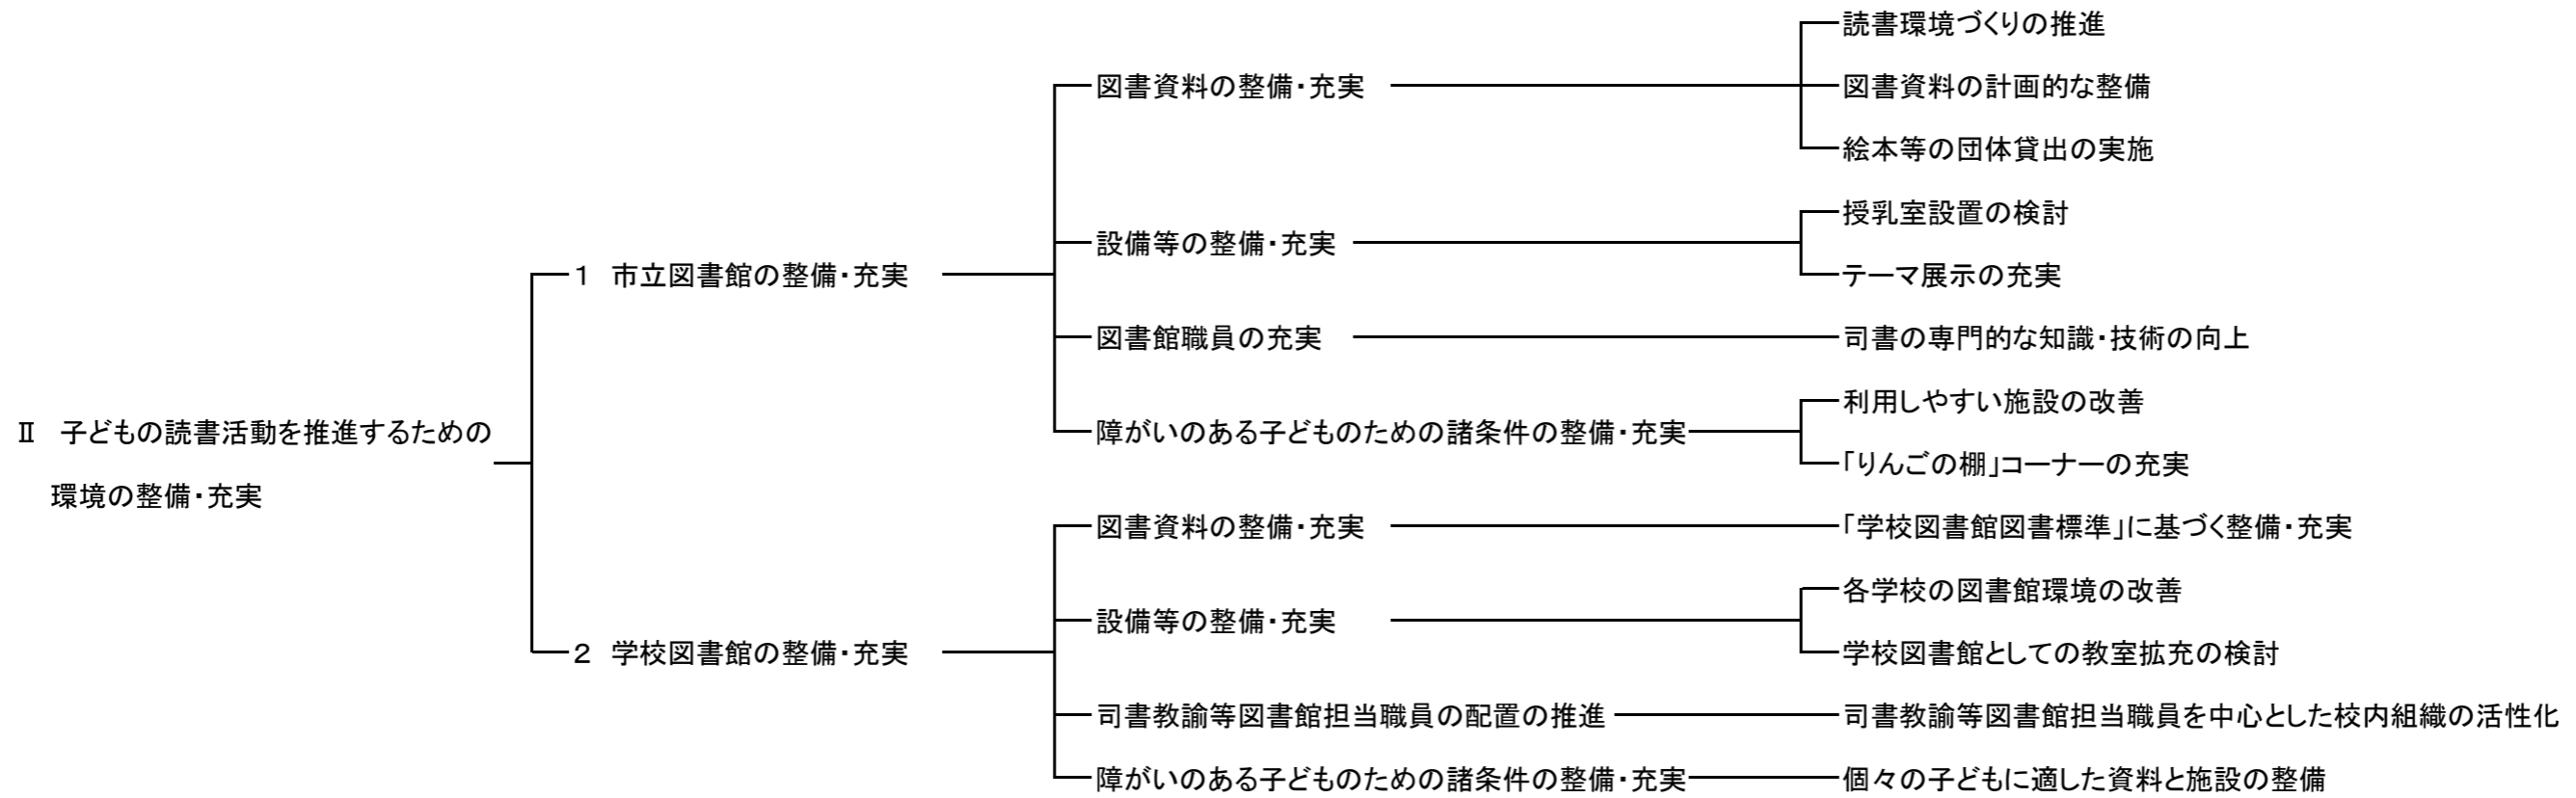 Ⅱ　子どもの読書活動を推進するための
環境の整備・充実
１　市立図書館の整備・充実
図書資料の整備・充実
読書環境づくりの推進
図書資料の計画的な整備
絵本等の団体貸出の実施
設備等の整備・充実
授乳室設置の検討
テーマ展示の充実
図書館職員の充実
司書の専門的な知識・技術の向上
障がいのある子どものための諸条件の整備・充実
利用しやすい施設の改善
「りんごの棚」コーナーの充実
２　学校図書館の整備・充実
図書資料の整備・充実
「学校図書館図書標準」に基づく整備・充実
設備等の整備・充実
各学校の図書館環境の改善
学校図書館としての教室拡充の検討
司書教諭等図書館担当職員の配置の推進
司書教諭等図書館担当職員を中心とした校内組織の活性化
障がいのある子どものための諸条件の整備・充実
個々の子どもに適した資料と施設の整備